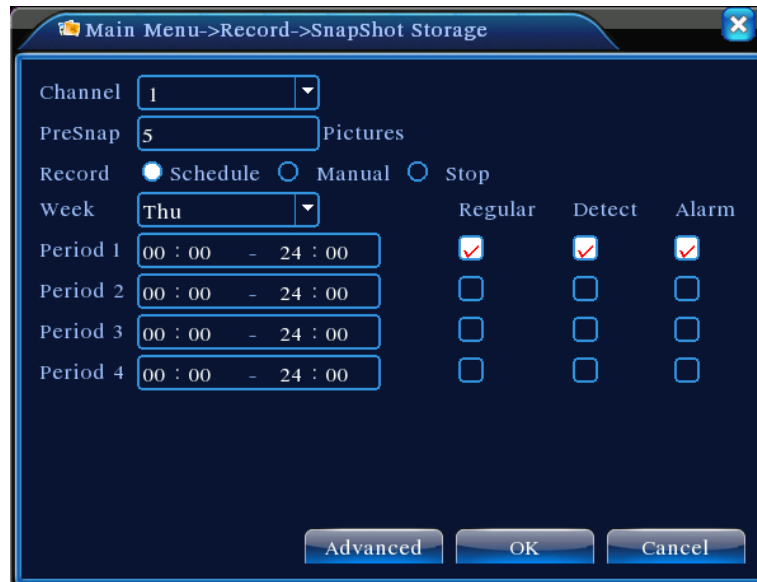 Main Menu->Record->SnapShot Storage
Channel 1
PreSnap 5 Pictures
Record Schedule Manual Stop
Week Thu Regular Detect Alarm
Period 1 00 : 00 - 24 : 00
Period 2 00 : 00 - 24 : 00
Period 3 00 : 00 - 24 : 00
Period 4 00 : 00 - 24 : 00
Advanced OK Cancel